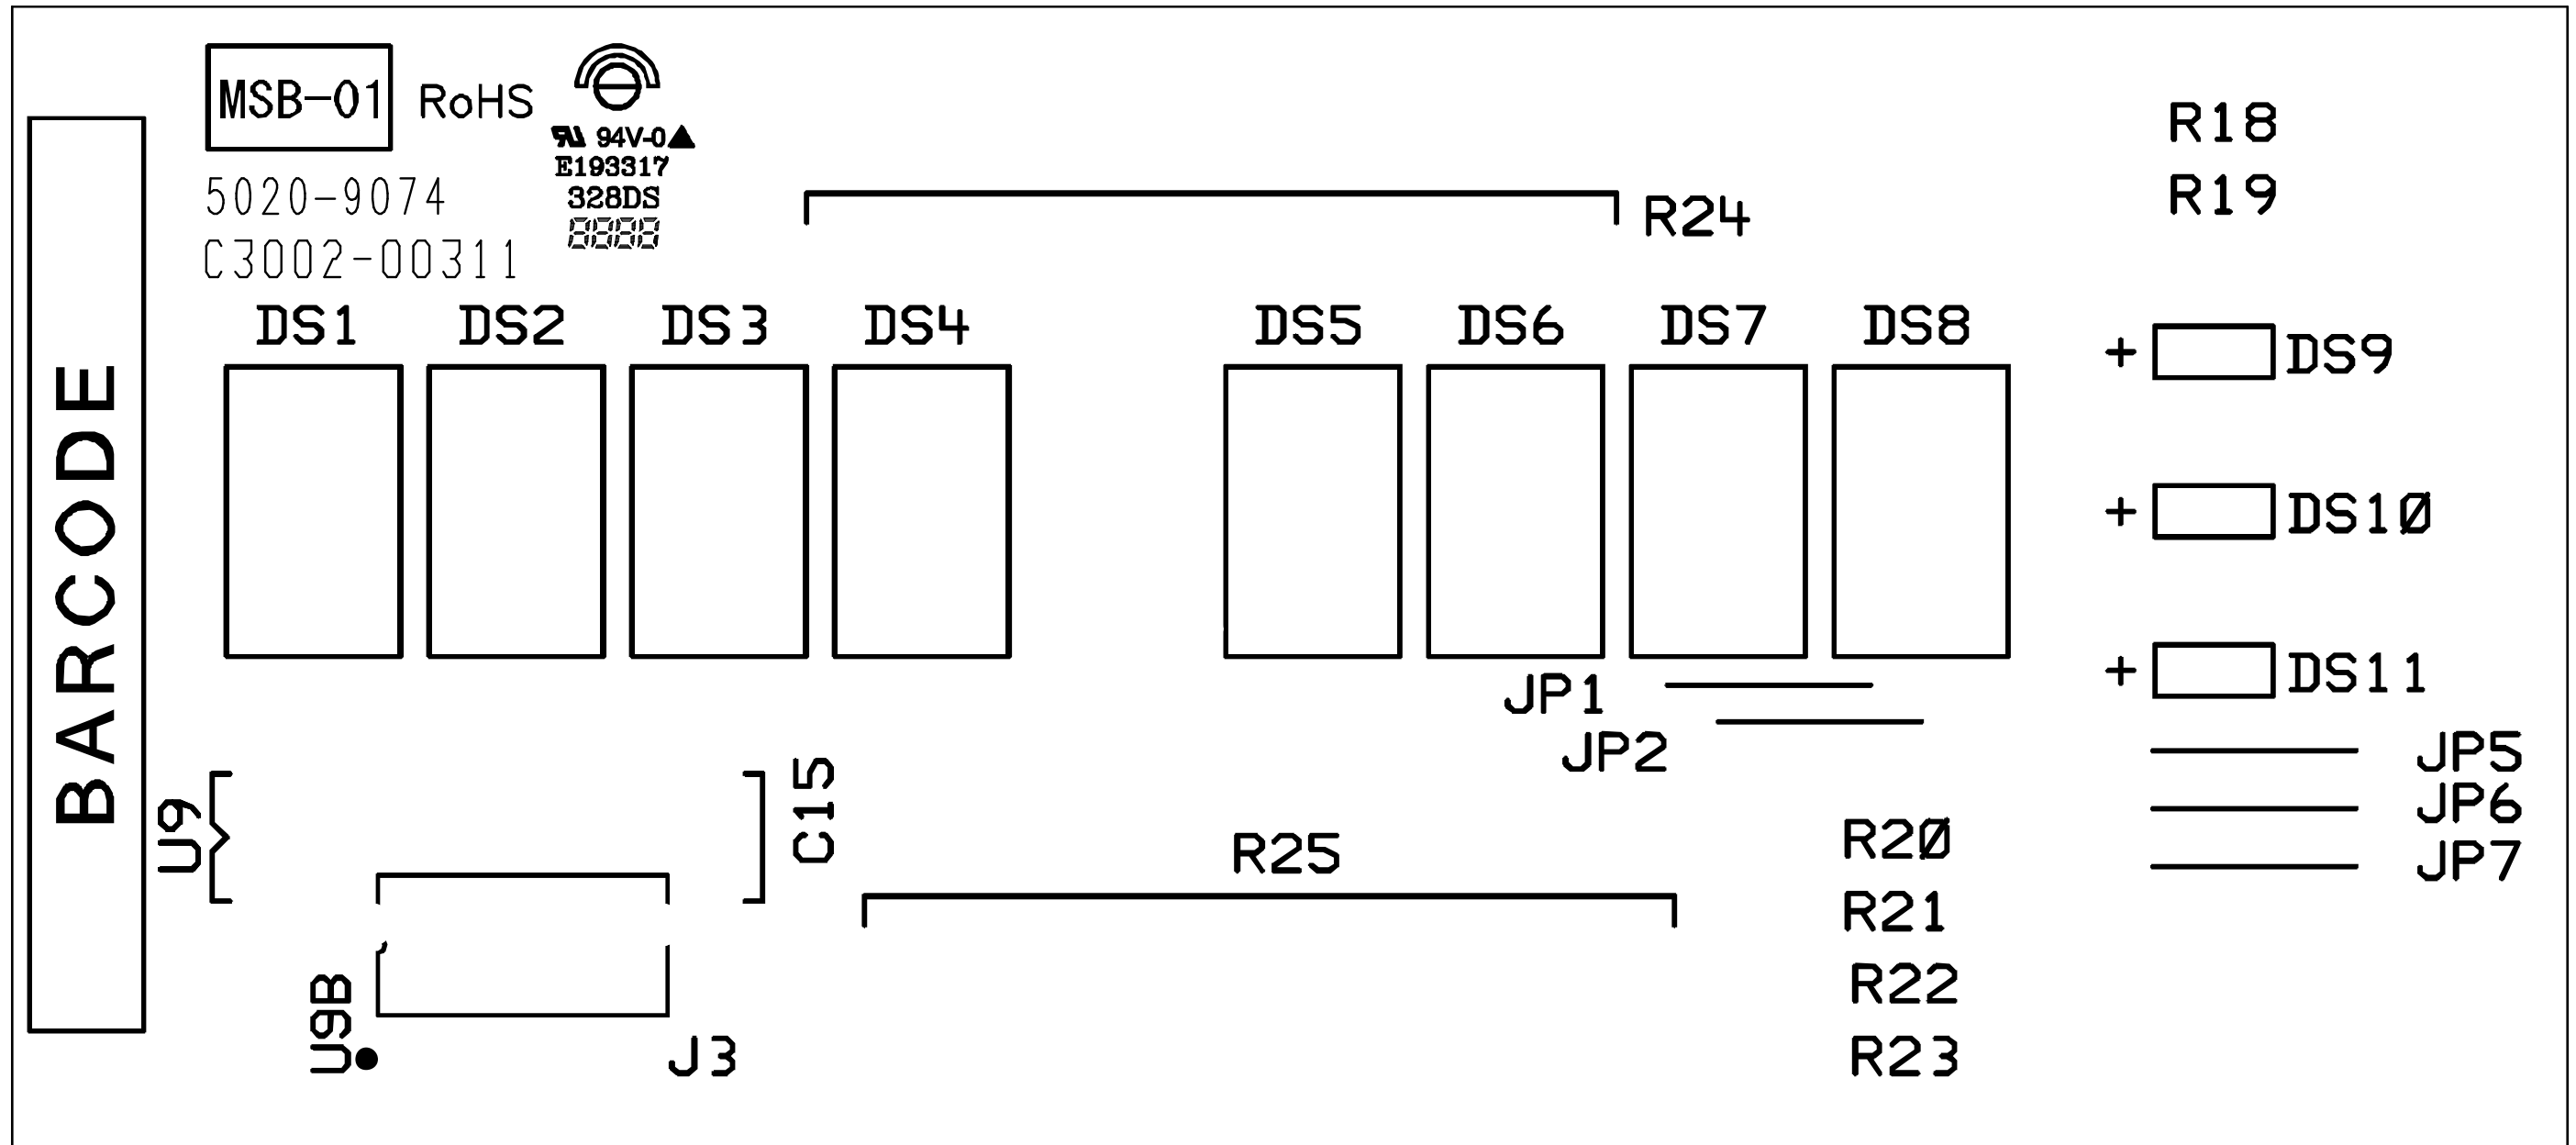 MSB-01 RoHS
94V-0
E193317
328DS
5020-9074
8888
C3002-00311
R18
R19
R24
DS1 DS2 DS3 DS4 DS5 DS6 DS7 DS8
+ DS9
+ DS10
+ DS11
BARCODE
JP1
JP2
JP5
JP6
JP7
U9
C15
R25
R20
R21
R22
R23
U9B
J3